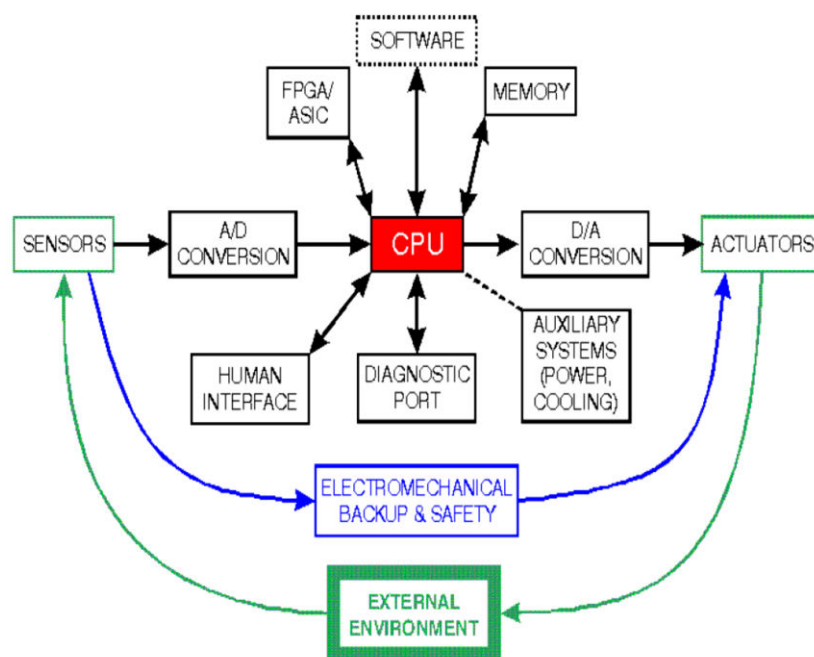 SOFTWARE
FPGA/
ASIC
MEMORY
SENSORS
A/D
CONVERSION
CPU
D/A
CONVERSION
ACTUATORS
HUMAN
INTERFACE
DIAGNOSTIC
PORT
AUXILIARY
SYSTEMS
(POWER,
COOLING)
ELECTROMECHANICAL
BACKUP & SAFETY
EXTERNAL
ENVIRONMENT